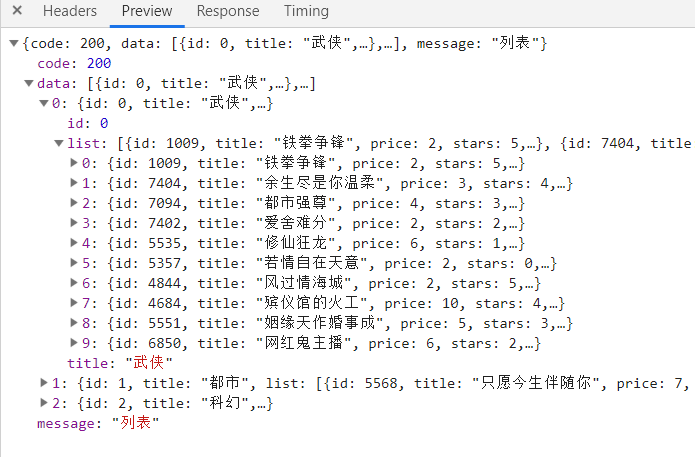 Headers Preview Response Timing
{code: 200, data: [{id: 0, title: "武侠",…},…], message: "列表"}
code: 200
data: [{id: 0, title: "武侠",…},…]
0: {id: 0, title: "武侠",…}
id: 0
list: [{id: 1009, title: "铁拳争锋", price: 2, stars: 5,…}, {id: 7404, title
0: {id: 1009, title: "铁拳争锋", price: 2, stars: 5,…}
1: {id: 7404, title: "余生尽是你温柔", price: 3, stars: 4,…}
2: {id: 7094, title: "都市强尊", price: 4, stars: 3,…}
3: {id: 7402, title: "爱舍难分", price: 2, stars: 2,…}
4: {id: 5535, title: "修仙狂龙", price: 6, stars: 1,…}
5: {id: 5357, title: "若情自在天意", price: 2, stars: 0,…}
6: {id: 4844, title: "风过情海城", price: 2, stars: 5,…}
7: {id: 4684, title: "殡仪馆的火工", price: 10, stars: 4,…}
8: {id: 5551, title: "姻缘天作婚事成", price: 5, stars: 3,…}
9: {id: 6850, title: "网红鬼主播", price: 6, stars: 2,…}
title: "武侠"
1: {id: 1, title: "都市", list: [{id: 5568, title: "只愿今生伴随你", price: 7,
2: {id: 2, title: "科幻",…}
message: "列表"